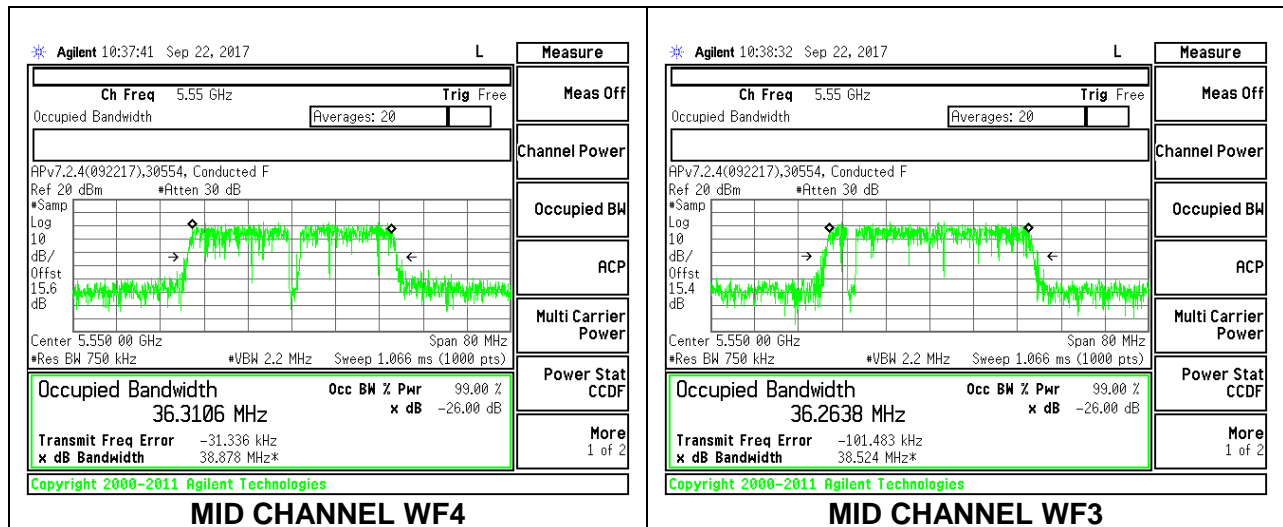 Agilent 10:37:41 Sep 22, 2017 L
Measure
Ch Freq 5.55 GHz Trig Free
Meas Off
Occupied Bandwidth Averages: 20
Channel Power
APv7.2.4(092217),30554, Conducted F
Ref 20 dBm #Atten 30 dB
#Samp
Log
10
dB/
Offst
15.6
dB
Occupied BW
ACP
Multi Carrier
Power
Center 5.550 00 GHz Span 80 MHz
#Res BW 750 kHz #VBW 2.2 MHz Sweep 1.066 ms (1000 pts)
Power Stat
CCDF
Occupied Bandwidth Occ BW % Pwr 99.00 %
36.3106 MHz x dB -26.00 dB
Transmit Freq Error -31.336 kHz
x dB Bandwidth 38.878 MHz*
More
1 of 2
Copyright 2000-2011 Agilent Technologies
MID CHANNEL WF4
Agilent 10:38:32 Sep 22, 2017 L
Measure
Ch Freq 5.55 GHz Trig Free
Meas Off
Occupied Bandwidth Averages: 20
Channel Power
APv7.2.4(092217),30554, Conducted F
Ref 20 dBm #Atten 30 dB
#Samp
Log
10
dB/
Offst
15.4
dB
Occupied BW
ACP
Multi Carrier
Power
Center 5.550 00 GHz Span 80 MHz
#Res BW 750 kHz #VBW 2.2 MHz Sweep 1.066 ms (1000 pts)
Power Stat
CCDF
Occupied Bandwidth Occ BW % Pwr 99.00 %
36.2638 MHz x dB -26.00 dB
Transmit Freq Error -101.483 kHz
x dB Bandwidth 38.524 MHz*
More
1 of 2
Copyright 2000-2011 Agilent Technologies
MID CHANNEL WF3